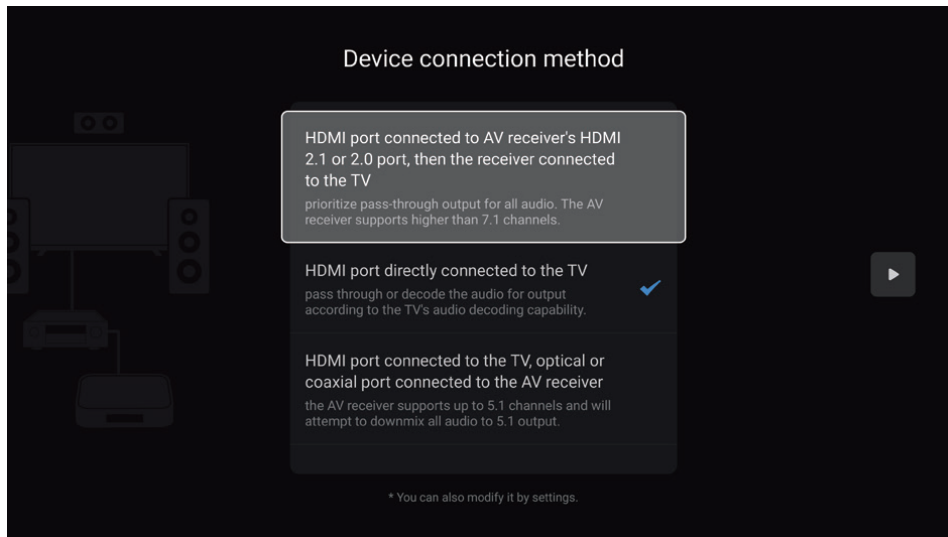 Device connection method
HDMI port connected to AV receiver's HDMI
2.1 or 2.0 port, then the receiver connected
to the TV
prioritize pass-through output for all audio. The AV
receiver supports higher than 7.1 channels.
HDMI port directly connected to the TV
pass through or decode the audio for output
according to the TV's audio decoding capability.
HDMI port connected to the TV, optical or
coaxial port connected to the AV receiver
the AV receiver supports up to 5.1 channels and will
attempt to downmix all audio to 5.1 output.
* You can also modify it by settings.